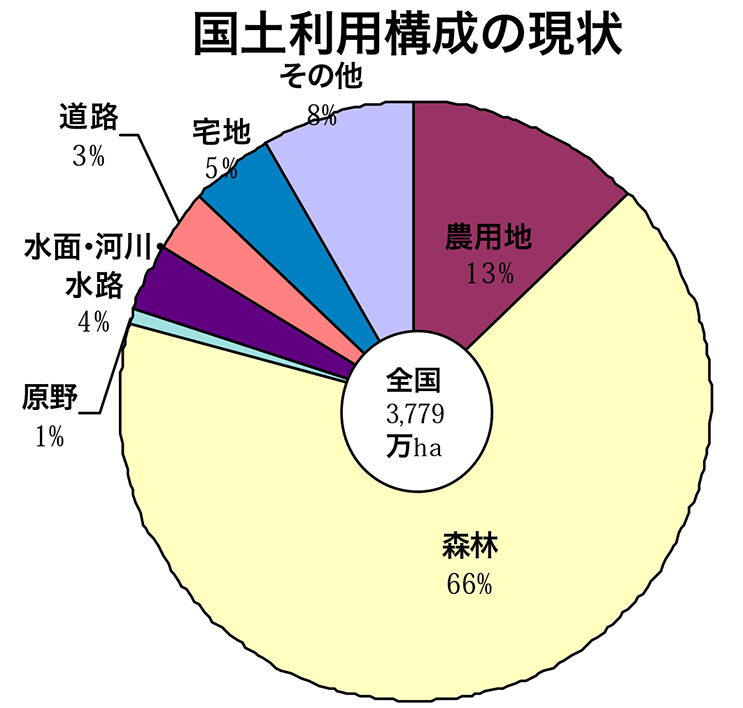 国土利用構成の現状
その他
8%
道路
3%
宅地
5%
水面・河川・
水路
4%
原野
1%
農用地
13%
全国
3,779
万ha
森林
66%